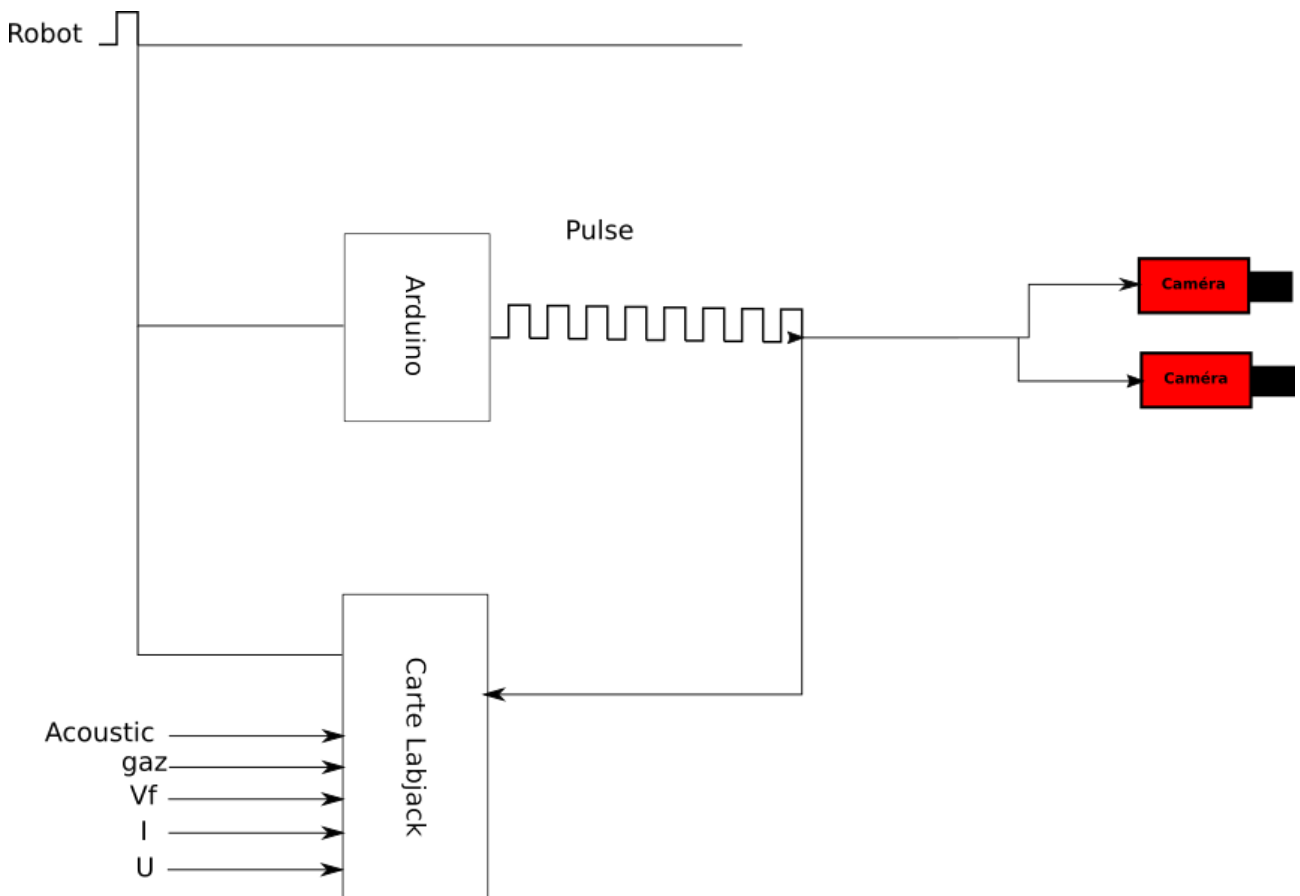 Robot
Pulse
Arduino
Caméra
Caméra
Carte Labjack
Acoustic
gaz
Vf
I
U